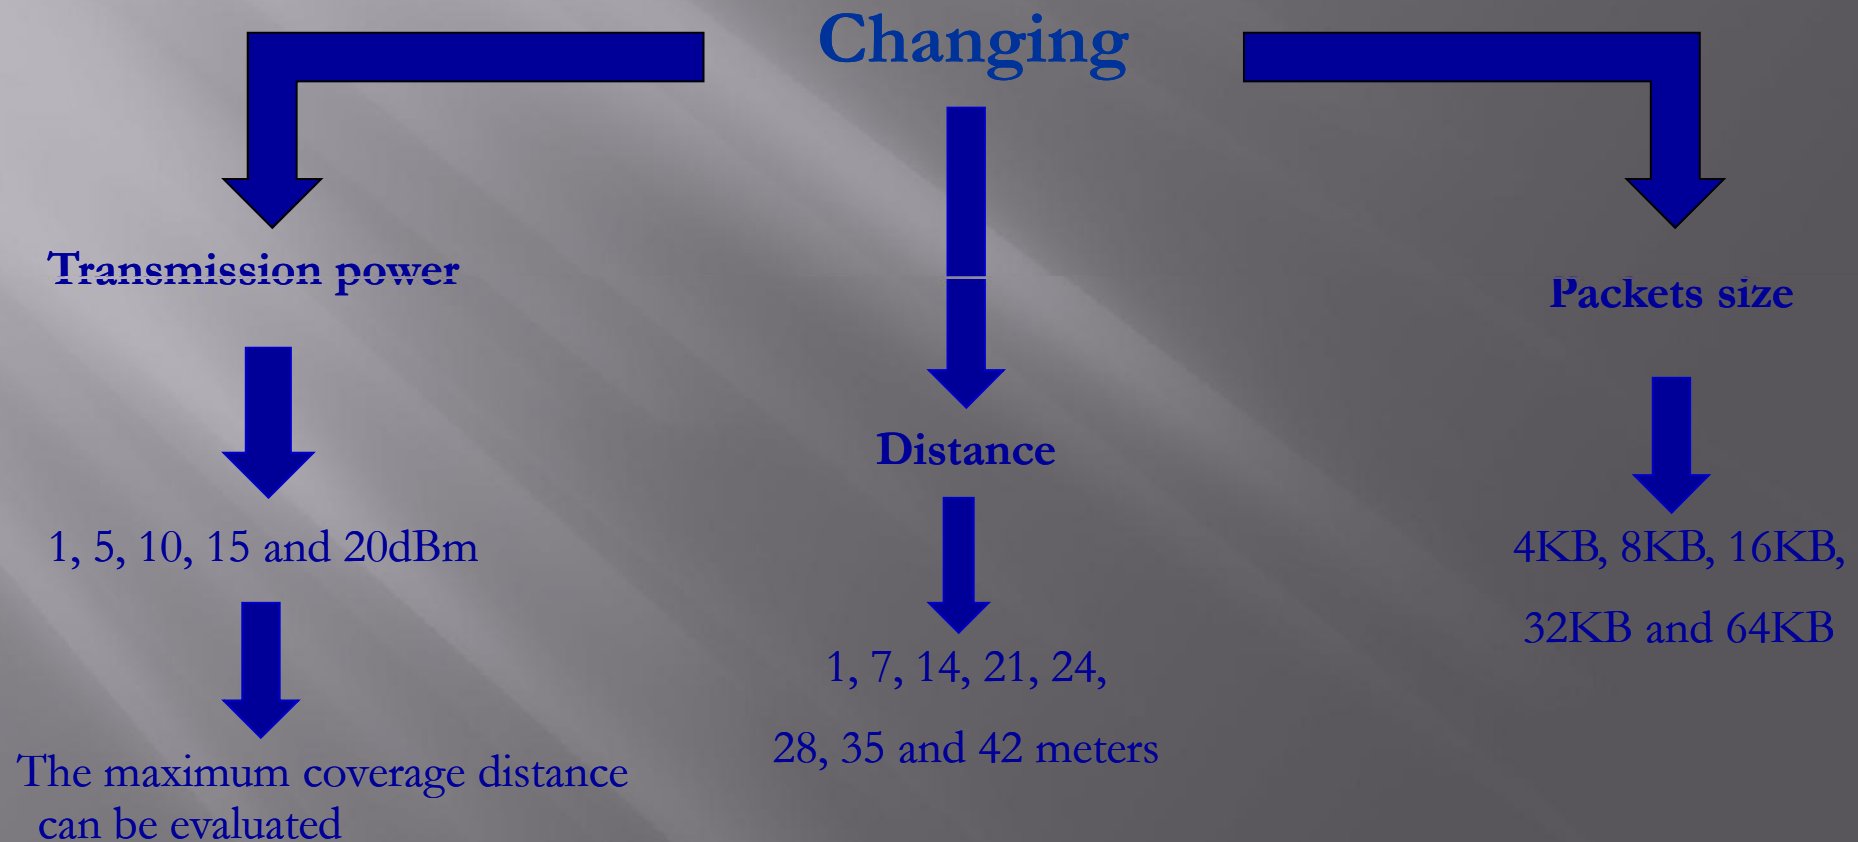 Changing
Transmission power
1, 5, 10, 15 and 20dBm
The maximum coverage distance
can be evaluated
Distance
1, 7, 14, 21, 24,
28, 35 and 42 meters
Packets size
4KB, 8KB, 16KB,
32KB and 64KB